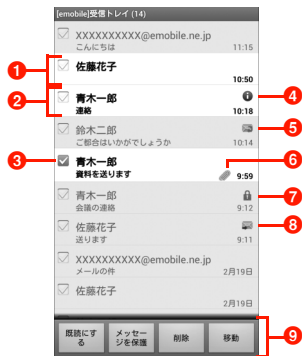 [emobile]受信トレイ (14)
XXXXXXXXXX@emobile.ne.jp
こんにちは 11:15
1
佐藤花子
10:50
2
青木一郎
4
連絡 10:18
鈴木二郎
5
ご都合はいかがでしょうか 10:14
3
青木一郎
6
資料を送ります 9:59
青木一郎
7
会議の連絡 9:12
佐藤花子
8
送ります 9:11
XXXXXXXXXX@emobile.ne.jp
メールの件 2月19日
佐藤花子
2月19日
既読にす
る
メッセー
ジを保護
削除
移動
9